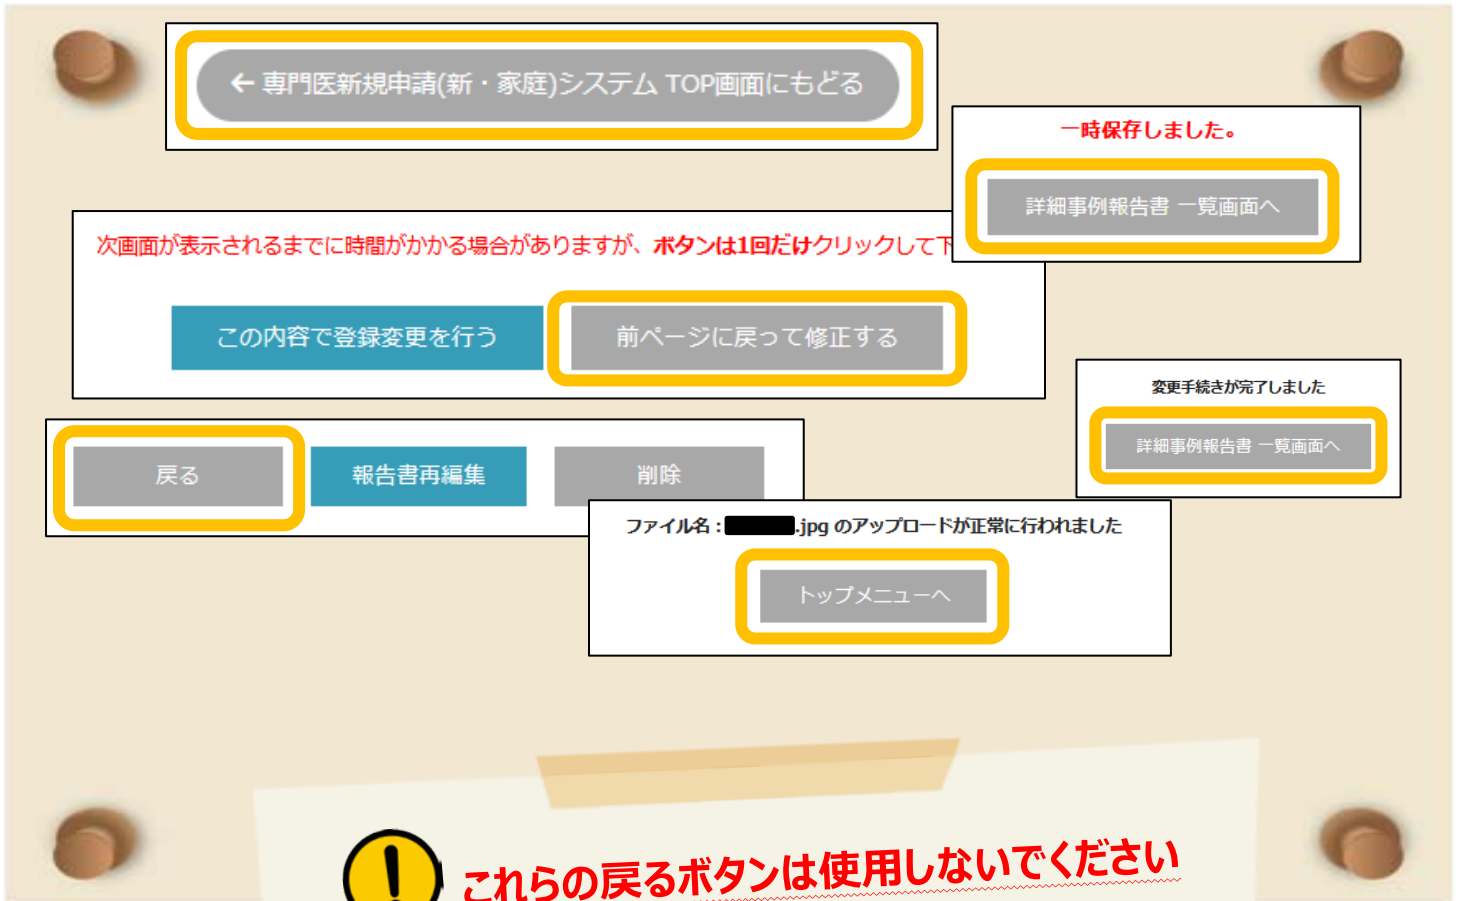 ← 専門医新規申請(新・家庭)システム TOP画面にもどる
一時保存しました。
詳細事例報告書 一覧画面へ
次画面が表示されるまでに時間がかかる場合がありますが、ボタンは1回だけクリックして下
この内容で登録変更を行う
前ページに戻って修正する
変更手続きが完了しました
詳細事例報告書 一覧画面へ
戻る
報告書再編集
削除
ファイル名：.jpg のアップロードが正常に行われました
トップメニューへ
これらの戻るボタンは使用しないでください